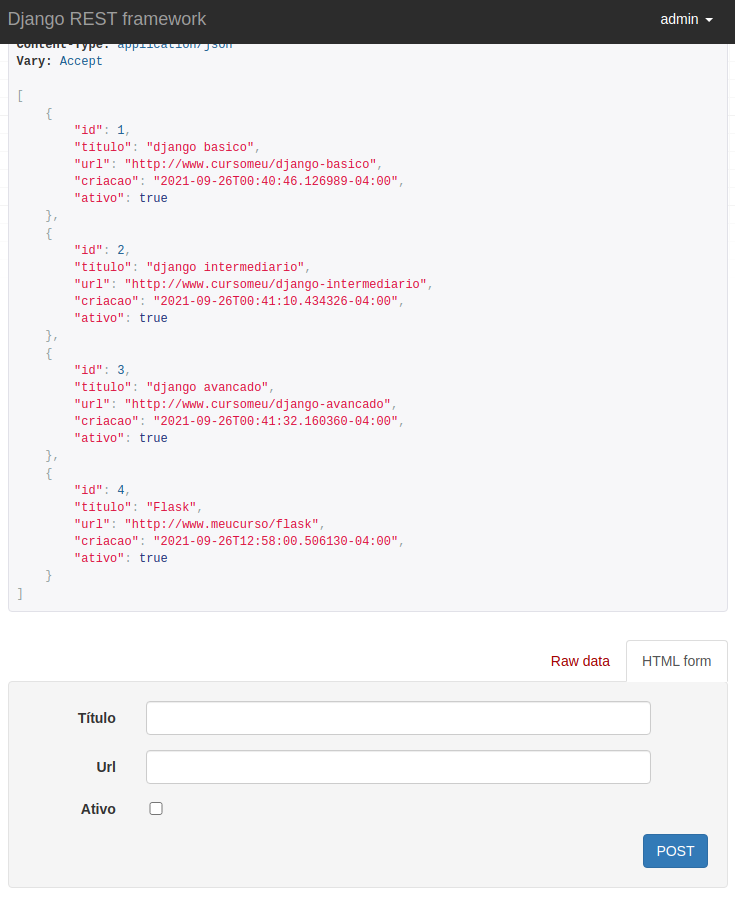 Django REST framework
admin
Content-Type: application/json
Vary: Accept
[
    {
        "id": 1,
        "título": "django basico",
        "url": "http://www.cursomeu/django-basico",
        "criacao": "2021-09-26T00:40:46.126989-04:00",
        "ativo": true
    },
    {
        "id": 2,
        "título": "django intermediario",
        "url": "http://www.cursomeu/django-intermediario",
        "criacao": "2021-09-26T00:41:10.434326-04:00",
        "ativo": true
    },
    {
        "id": 3,
        "título": "django avancado",
        "url": "http://www.cursomeu/django-avancado",
        "criacao": "2021-09-26T00:41:32.160360-04:00",
        "ativo": true
    },
    {
        "id": 4,
        "título": "Flask",
        "url": "http://www.meucurso/flask",
        "criacao": "2021-09-26T12:58:00.506130-04:00",
        "ativo": true
    }
]
Raw data
HTML form
Título
Url
Ativo
POST